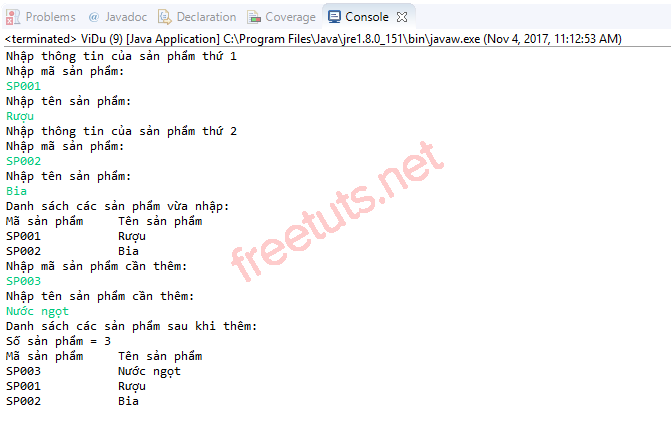 Problems @ Javadoc Declaration Coverage Console
<terminated> ViDu (9) [Java Application] C:\Program Files\Java\jre1.8.0_151\bin\javaw.exe (Nov 4, 2017, 11:12:53 AM)
Nhập thông tin của sản phẩm thứ 1
Nhập mã sản phẩm:
SP001
Nhập tên sản phẩm:
Rượu
Nhập thông tin của sản phẩm thứ 2
Nhập mã sản phẩm:
SP002
Nhập tên sản phẩm:
Bia
Danh sách các sản phẩm vừa nhập:
Mã sản phẩm Tên sản phẩm
SP001 Rượu
SP002 Bia
Nhập mã sản phẩm cần thêm:
SP003
Nhập tên sản phẩm cần thêm:
Nước ngọt
Danh sách các sản phẩm sau khi thêm:
Số sản phẩm = 3
Mã sản phẩm Tên sản phẩm
SP003 Nước ngọt
SP001 Rượu
SP002 Bia
freetuts.net